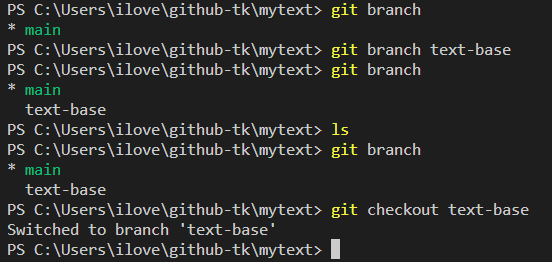 PS C:\Users\ilove\github-tk\mytext> git branch
* main
PS C:\Users\ilove\github-tk\mytext> git branch text-base
PS C:\Users\ilove\github-tk\mytext> git branch
* main
  text-base
PS C:\Users\ilove\github-tk\mytext> ls
PS C:\Users\ilove\github-tk\mytext> git branch
* main
  text-base
PS C:\Users\ilove\github-tk\mytext> git checkout text-base
Switched to branch 'text-base'
PS C:\Users\ilove\github-tk\mytext>